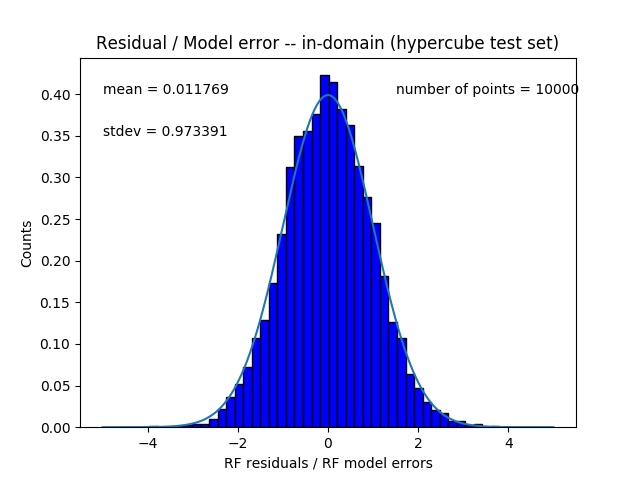 Residual / Model error -- in-domain (hypercube test set)
mean = 0.011769
number of points = 10000
stdev = 0.973391
Counts
0.40
0.35
0.30
0.25
0.20
0.15
0.10
0.05
0.00
−4 −2 0 2 4
RF residuals / RF model errors